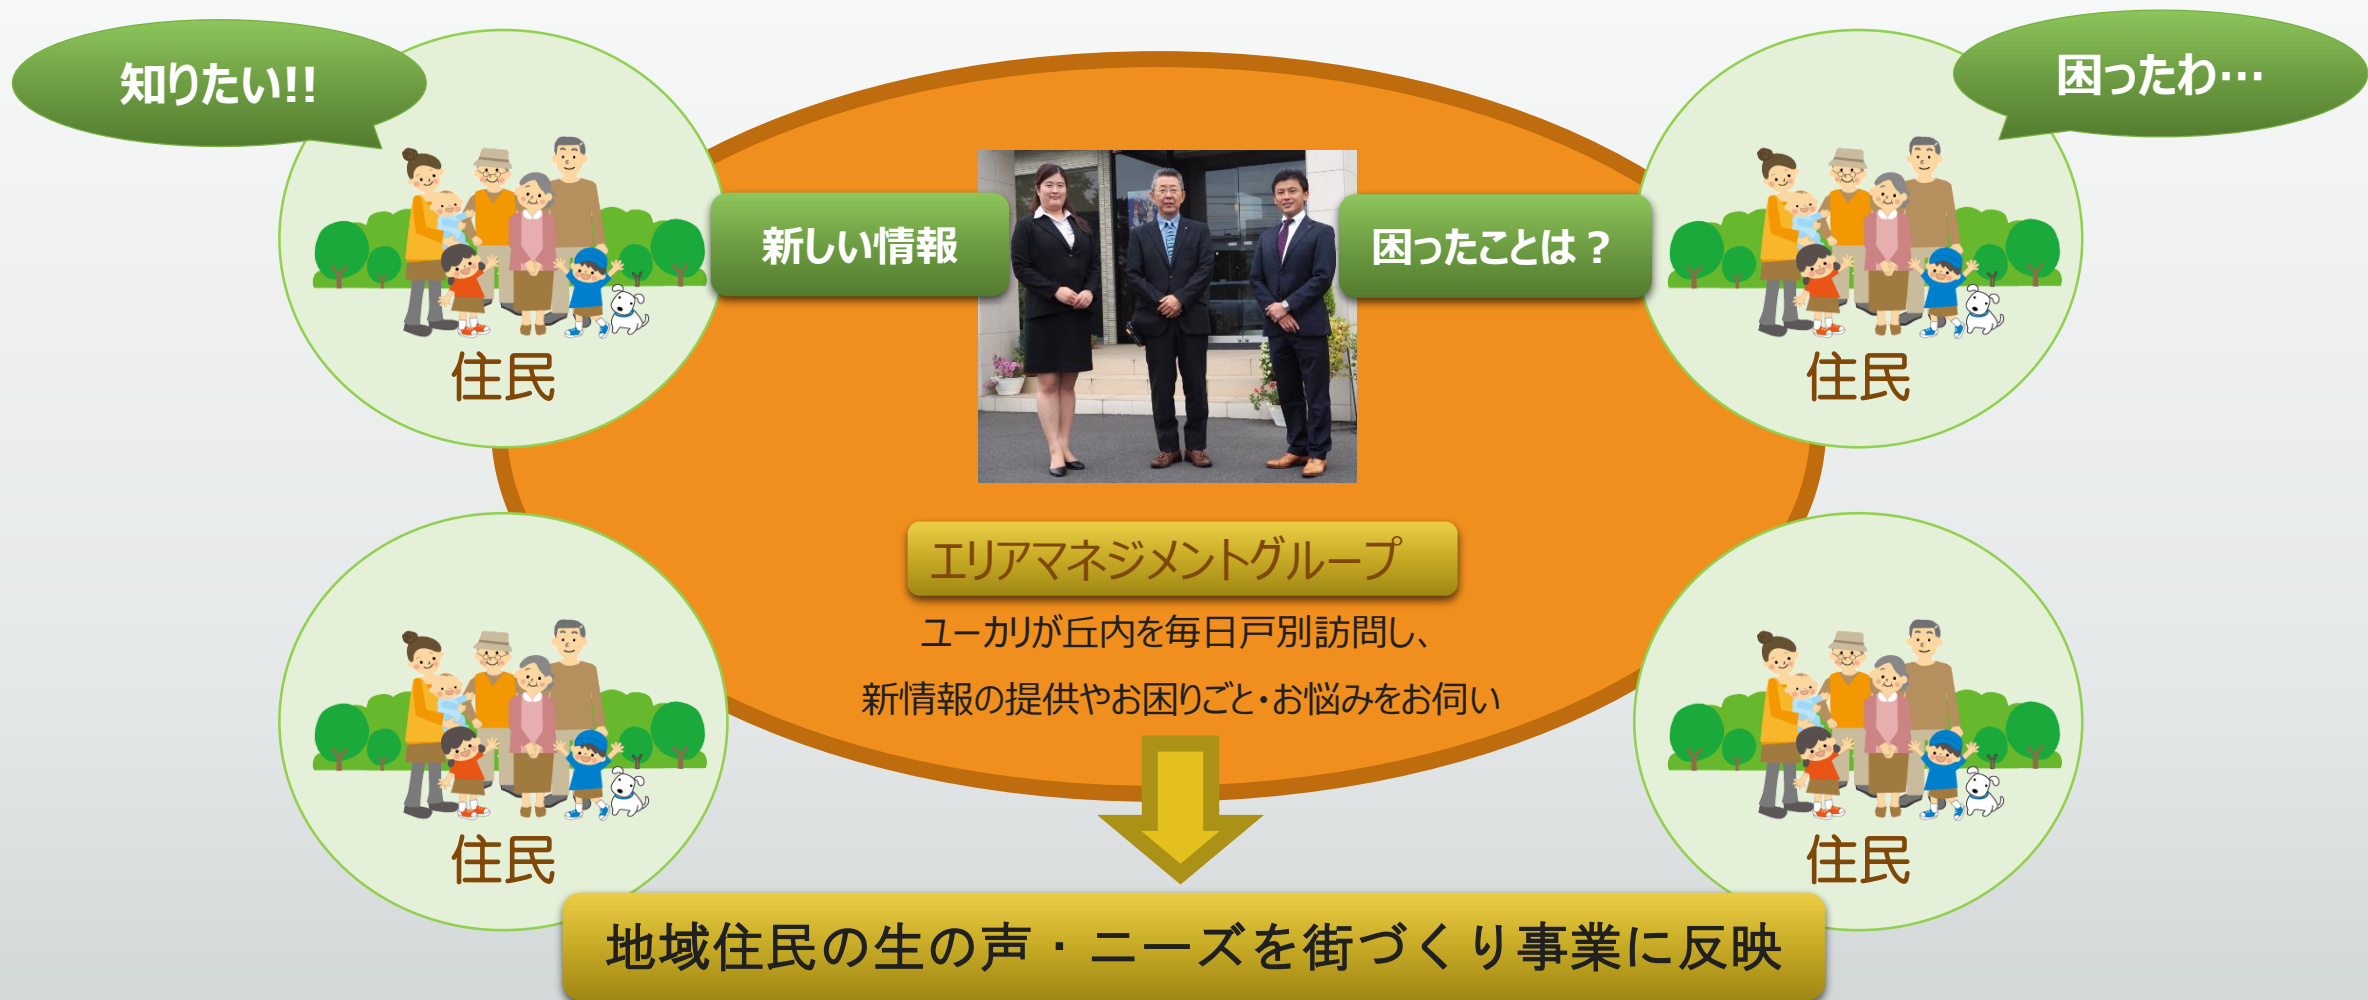 知りたい!!
困ったわ…
新しい情報
困ったことは？
住民
住民
エリアマネジメントグループ
ユーカリが丘内を毎日戸別訪問し、
新情報の提供やお困りごと・お悩みをお伺い
住民
住民
地域住民の生の声・ニーズを街づくり事業に反映